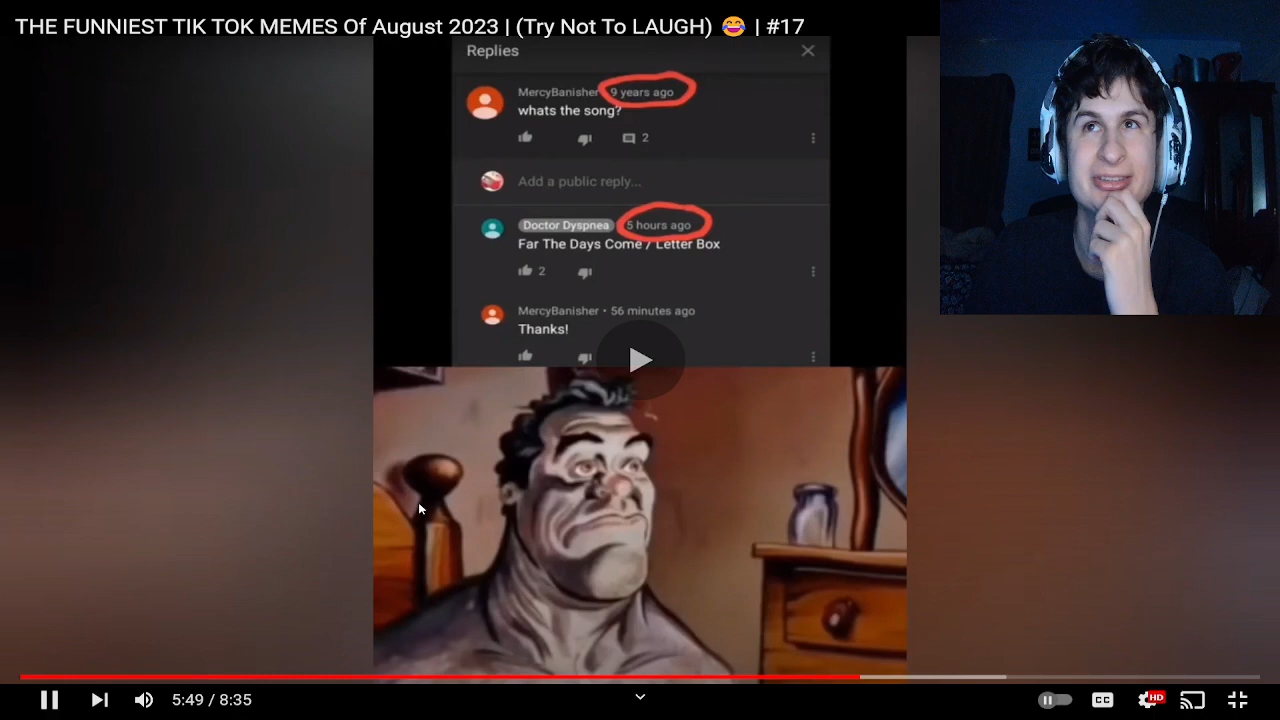 THE FUNNIEST TIK TOK MEMES Of August 2023 | (Try Not To LAUGH) 😂 | #17
Replies
MercyBanisher 9 years ago
whats the song?
2
Add a public reply...
Doctor Dyspnea 5 hours ago
Far The Days Come / Letter Box
2
MercyBanisher • 56 minutes ago
Thanks!
5:49 / 8:35
CC
HD